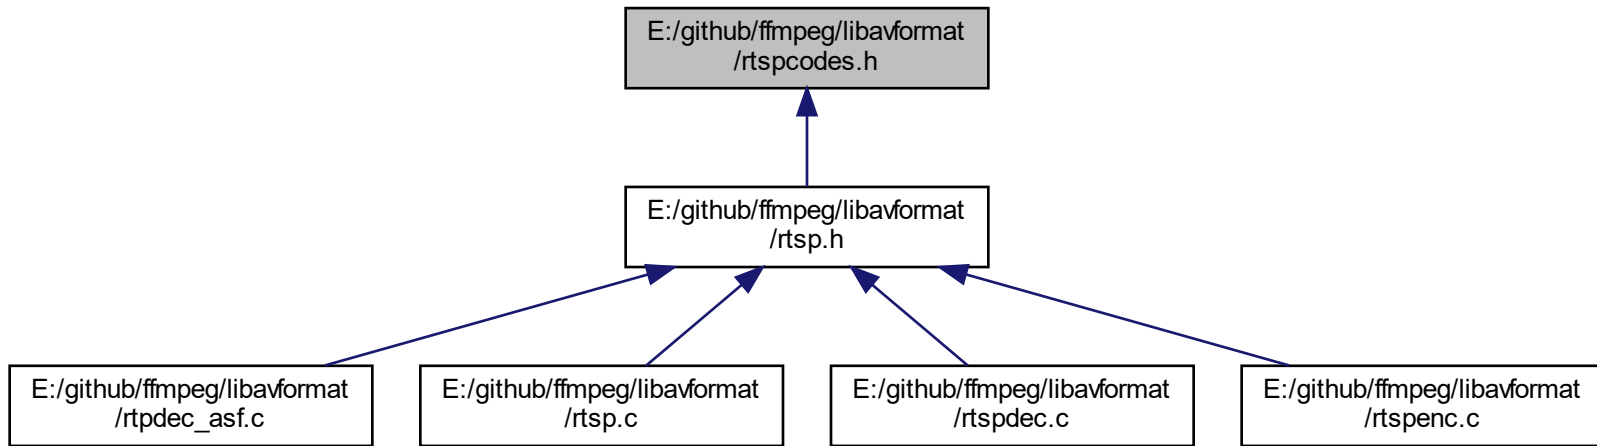 E:/github/ffmpeg/libavformat
/rtspcodes.h
E:/github/ffmpeg/libavformat
/rtsp.h
E:/github/ffmpeg/libavformat
/rtpdec_asf.c
E:/github/ffmpeg/libavformat
/rtsp.c
E:/github/ffmpeg/libavformat
/rtspdec.c
E:/github/ffmpeg/libavformat
/rtspenc.c